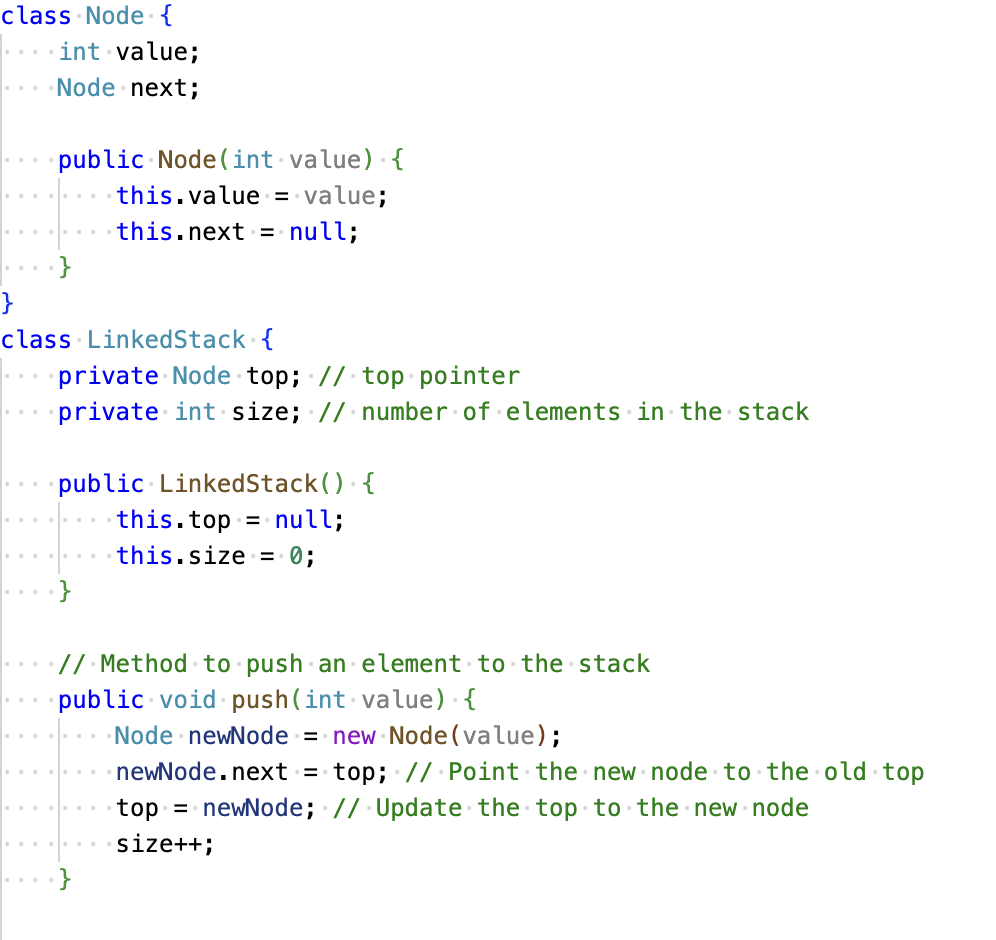 class Node {
    int value;
    Node next;

    public Node(int value) {
        this.value = value;
        this.next = null;
    }
}
class LinkedStack {
    private Node top; // top pointer
    private int size; // number of elements in the stack

    public LinkedStack() {
        this.top = null;
        this.size = 0;
    }

    // Method to push an element to the stack
    public void push(int value) {
        Node newNode = new Node(value);
        newNode.next = top; // Point the new node to the old top
        top = newNode; // Update the top to the new node
        size++;
    }